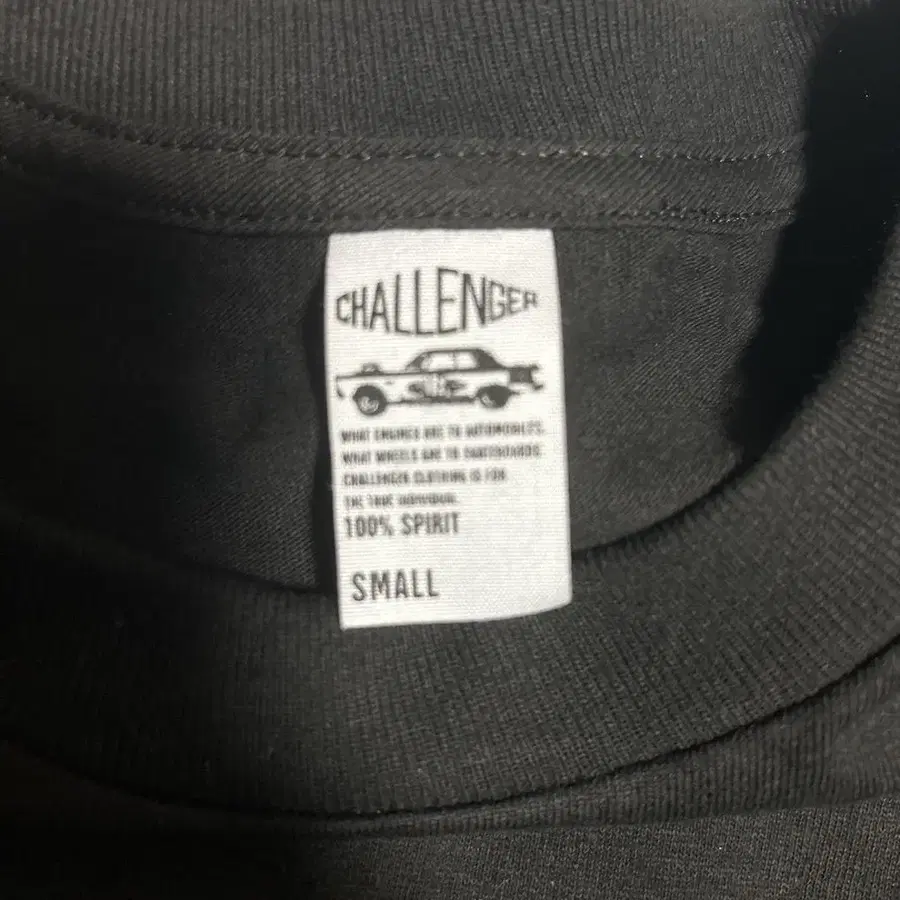 CHALLENGER
WHAT ENGINES ARE TO AUTOMOBILES.
WHAT WHEELS ARE TO SKATEBOARDS.
CHALLENGER CLOTHING IS FOR
THE TRUE INDIVIDUAL.
100% SPIRIT
SMALL